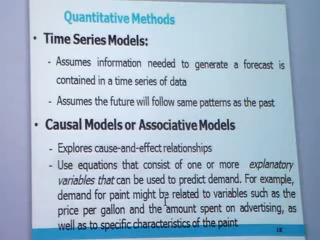 Quantitative Methods
• Time Series Models:
- Assumes information needed to generate a forecast is
contained in a time series of data
- Assumes the future will follow same patterns as the past
• Causal Models or Associative Models
- Explores cause-and-effect relationships
- Use equations that consist of one or more explanatory
variables that can be used to predict demand. For example,
demand for paint might be related to variables such as the
price per gallon and the amount spent on advertising, as
well as to specific characteristics of the paint